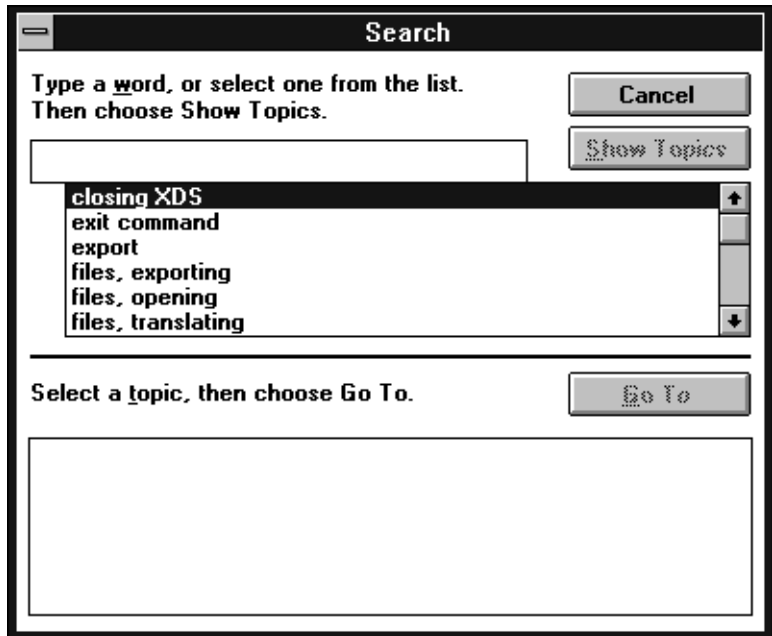 Search
Type a word, or select one from the list.
Then choose Show Topics.
Cancel
Show Topics
closing XDS
exit command
export
files, exporting
files, opening
files, translating
Select a topic, then choose Go To.
Go To